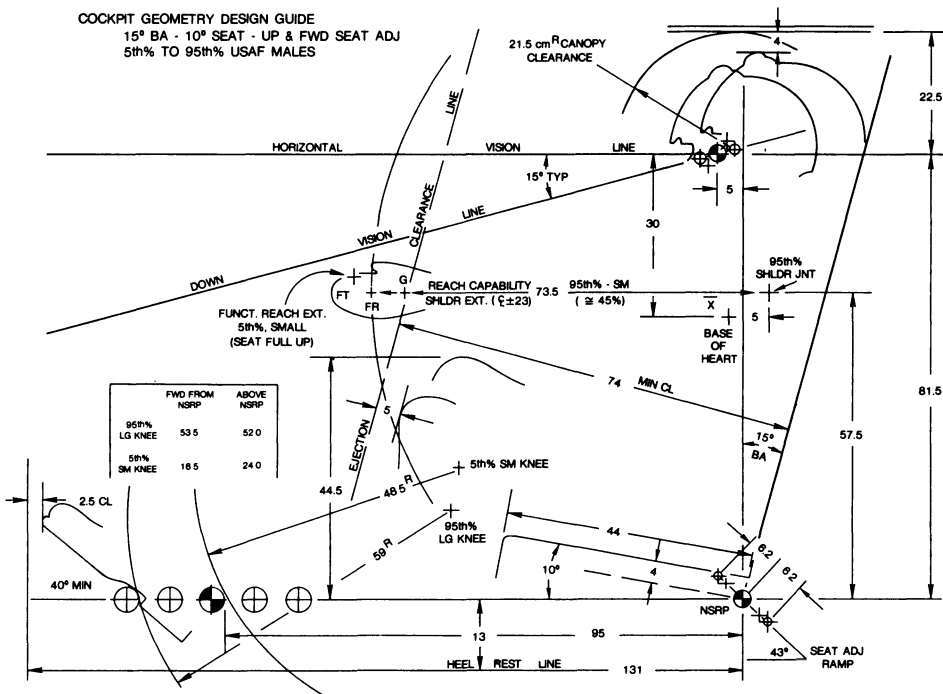 COCKPIT GEOMETRY DESIGN GUIDE
15° BA - 10° SEAT - UP & FWD SEAT ADJ
5th% TO 95th% USAF MALES
21.5 cm R CANOPY
CLEARANCE
4
22.5
HORIZONTAL VISION LINE
15° TYP
5
30
DOWN VISION LINE
EJECTION CLEARANCE LINE
FT
FR
G
REACH CAPABILITY
SHLDR EXT. (℄±23)
73.5
95th% - SM
( ≅ 45%)
95th%
SHLDR JNT
FUNCT. REACH EXT.
5th%, SMALL
(SEAT FULL UP)
X̄
5
BASE
OF
HEART
81.5
57.5
74 MIN CL
15°
BA
5
FWD FROM NSRP ABOVE NSRP
95th% LG KNEE 53.5 52.0
5th% SM KNEE 16.5 24.0
44.5
5th% SM KNEE
48.5 R
95th%
LG KNEE
59 R
2.5 CL
40° MIN
44
10°
4
6.2
6.2
NSRP
13
95
43°
SEAT ADJ
RAMP
HEEL REST LINE
131